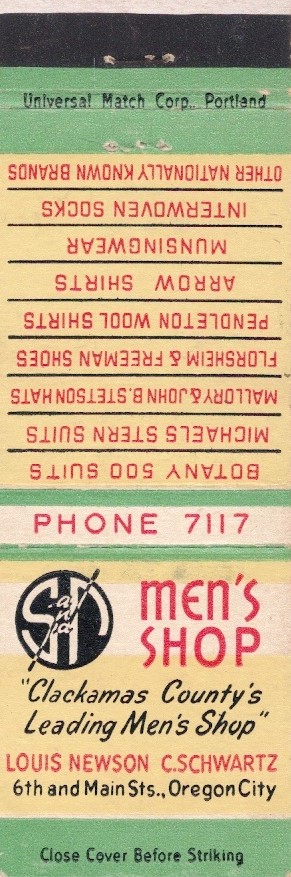 Universal Match Corp., Portland
BOTANY 500 SUITS
MICHAELS STERN SUITS
MALLORY & JOHN B. STETSON HATS
FLORSHEIM & FREEMAN SHOES
PENDLETON WOOL SHIRTS
ARROW SHIRTS
MUNSINGWEAR
INTERWOVEN SOCKS
OTHER NATIONALLY KNOWN BRANDS
PHONE 7117
S and H
MEN'S
SHOP
"Clackamas County's
Leading Men's Shop"
LOUIS NEWSON C.SCHWARTZ
6th and Main Sts., Oregon City
Close Cover Before Striking